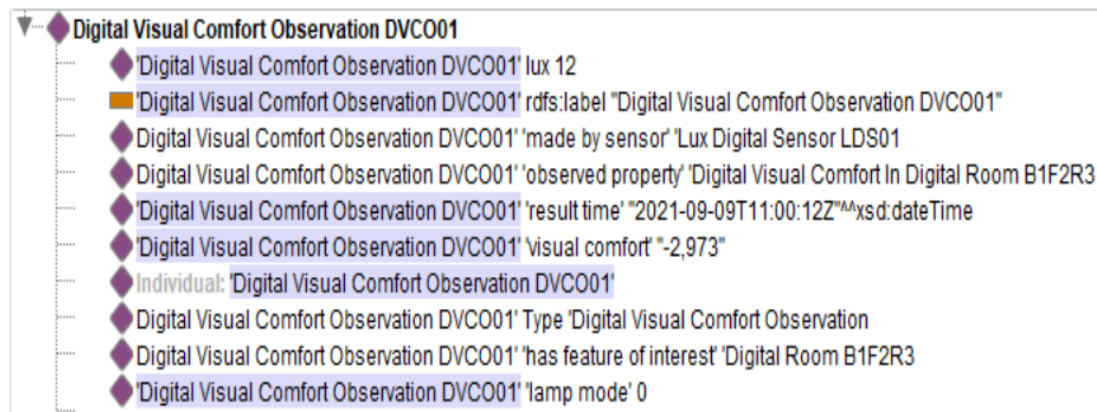 Digital Visual Comfort Observation DVCO01
'Digital Visual Comfort Observation DVCO01' lux 12
'Digital Visual Comfort Observation DVCO01' rdfs:label "Digital Visual Comfort Observation DVCO01"
Digital Visual Comfort Observation DVCO01' 'made by sensor' 'Lux Digital Sensor LDS01
Digital Visual Comfort Observation DVCO01' 'observed property' 'Digital Visual Comfort In Digital Room B1F2R3
'Digital Visual Comfort Observation DVCO01' 'result time' "2021-09-09T11:00:12Z"^^xsd:dateTime
'Digital Visual Comfort Observation DVCO01' 'visual comfort' "-2,973"
Individual: 'Digital Visual Comfort Observation DVCO01'
Digital Visual Comfort Observation DVCO01' Type 'Digital Visual Comfort Observation
Digital Visual Comfort Observation DVCO01' 'has feature of interest' 'Digital Room B1F2R3
'Digital Visual Comfort Observation DVCO01' 'lamp mode' 0